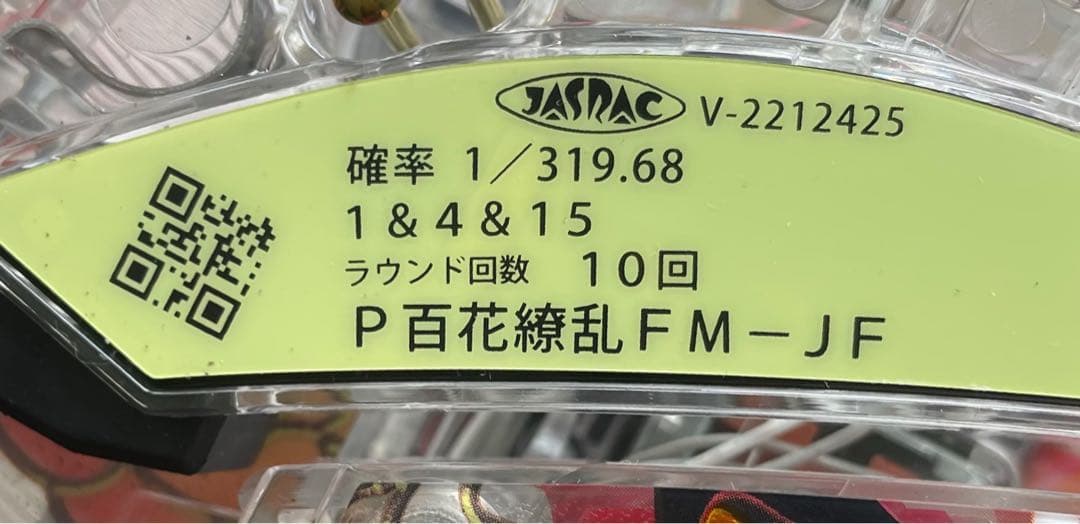 JASRAC V-2212425
確率 1／319.68
1＆4＆15
ラウンド回数 10回
P百花繚乱FM－JF